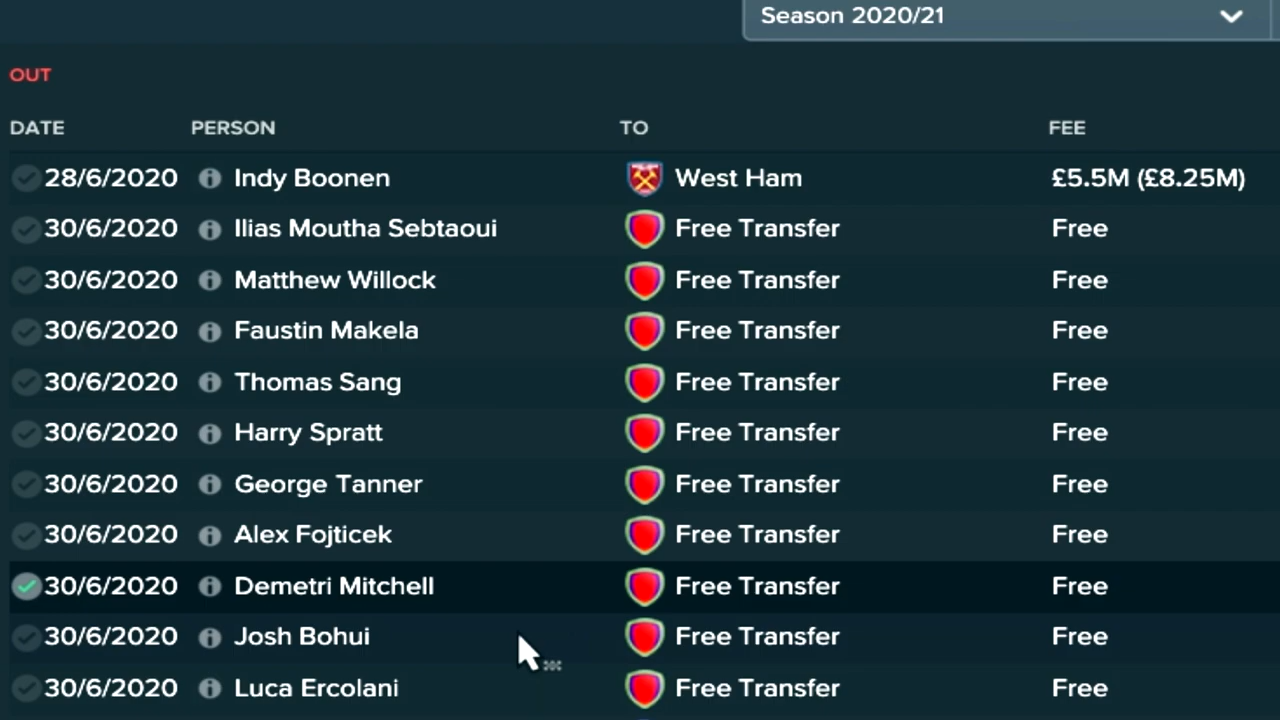 Season 2020/21
OUT
DATE PERSON TO FEE
28/6/2020 Indy Boonen West Ham £5.5M (£8.25M)
30/6/2020 Ilias Moutha Sebtaoui Free Transfer Free
30/6/2020 Matthew Willock Free Transfer Free
30/6/2020 Faustin Makela Free Transfer Free
30/6/2020 Thomas Sang Free Transfer Free
30/6/2020 Harry Spratt Free Transfer Free
30/6/2020 George Tanner Free Transfer Free
30/6/2020 Alex Fojticek Free Transfer Free
30/6/2020 Demetri Mitchell Free Transfer Free
30/6/2020 Josh Bohui Free Transfer Free
30/6/2020 Luca Ercolani Free Transfer Free